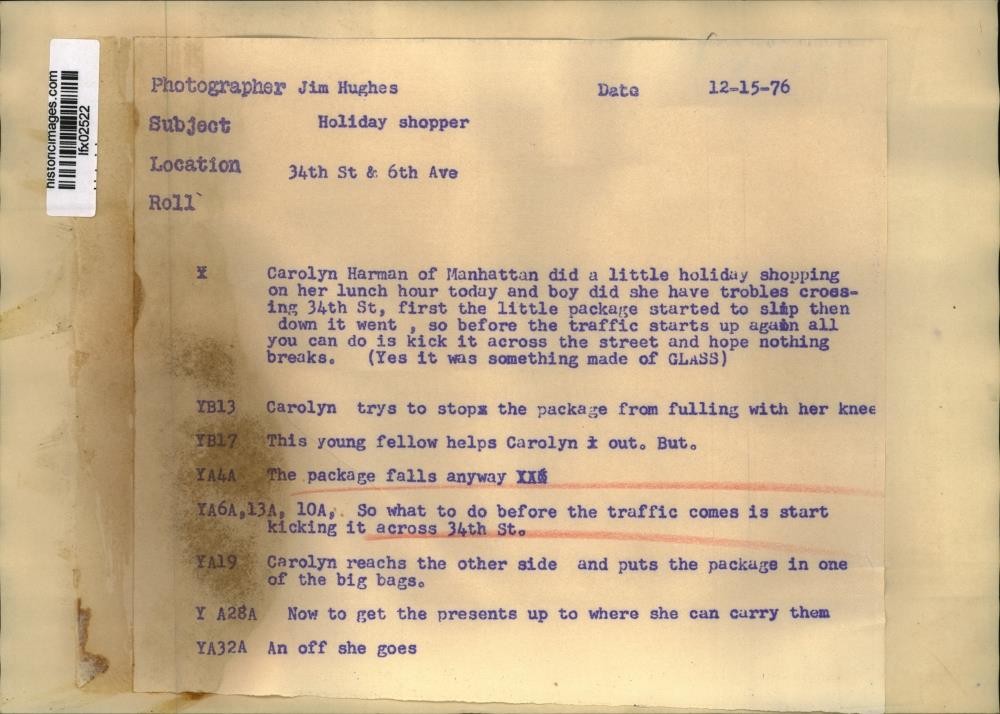 historicimages.com
lfx02522
Photographer Jim Hughes Date 12-15-76
Subject Holiday shopper
Location 34th St & 6th Ave
Roll
Carolyn Harman of Manhattan did a little holiday shopping
on her lunch hour today and boy did she have trobles cross-
ing 34th St, first the little package started to slip then
down it went , so before the traffic starts up again all
you can do is kick it across the street and hope nothing
breaks. (Yes it was something made of GLASS)
YB13 Carolyn trys to stop the package from fulling with her knee
YB17 This young fellow helps Carolyn out. But.
YA4A The package falls anyway
YA6A,13A, 10A,. So what to do before the traffic comes is start
kicking it across 34th St.
YA19 Carolyn reachs the other side and puts the package in one
of the big bags.
Y A28A Now to get the presents up to where she can carry them
YA32A An off she goes